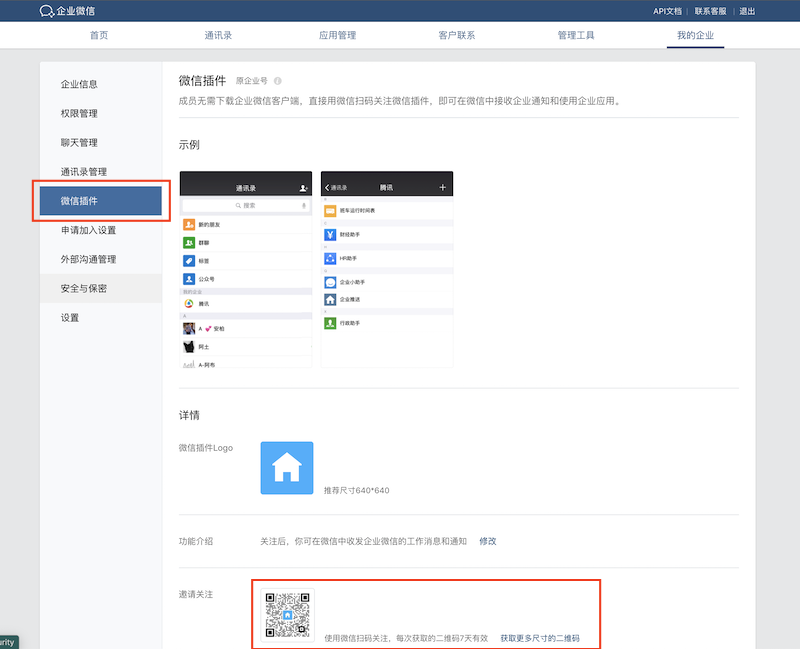 企业微信
API文档 | 联系客服 | 退出
首页 通讯录 应用管理 客户联系 管理工具 我的企业
企业信息
权限管理
聊天管理
通讯录管理
微信插件
申请加入设置
外部沟通管理
安全与保密
设置
微信插件 原企业号
成员无需下载企业微信客户端，直接用微信扫码关注微信插件，即可在微信中接收企业通知和使用企业应用。
示例
通讯录
搜索
新的朋友
群聊
标签
公众号
我的企业
腾讯
A
A 💕 安帕
阿土
A-阿布
通讯录 腾讯 +
班车运行时间表
财经助手
HR助手
企业小助手
企业推送
行政助手
详情
微信插件Logo
推荐尺寸640*640
功能介绍 关注后，你可在微信中收发企业微信的工作消息和通知 修改
邀请关注
使用微信扫码关注，每次获取的二维码7天有效 获取更多尺寸的二维码
urity